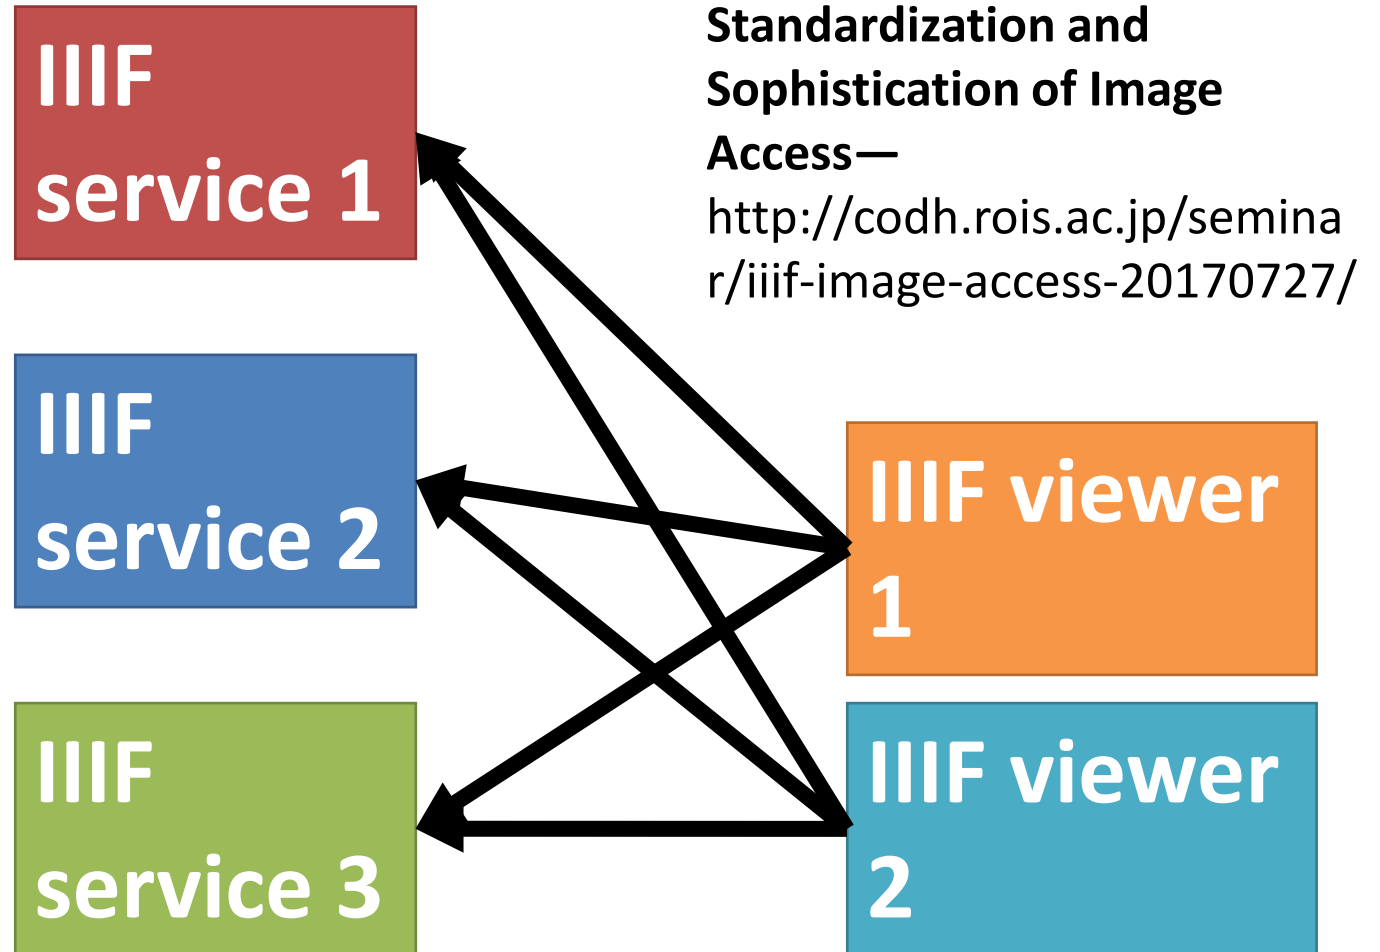 IIIF
service 1
Standardization and
Sophistication of Image
Access—
http://codh.rois.ac.jp/semina
r/iiif-image-access-20170727/
IIIF
service 2
IIIF viewer
1
IIIF
service 3
IIIF viewer
2